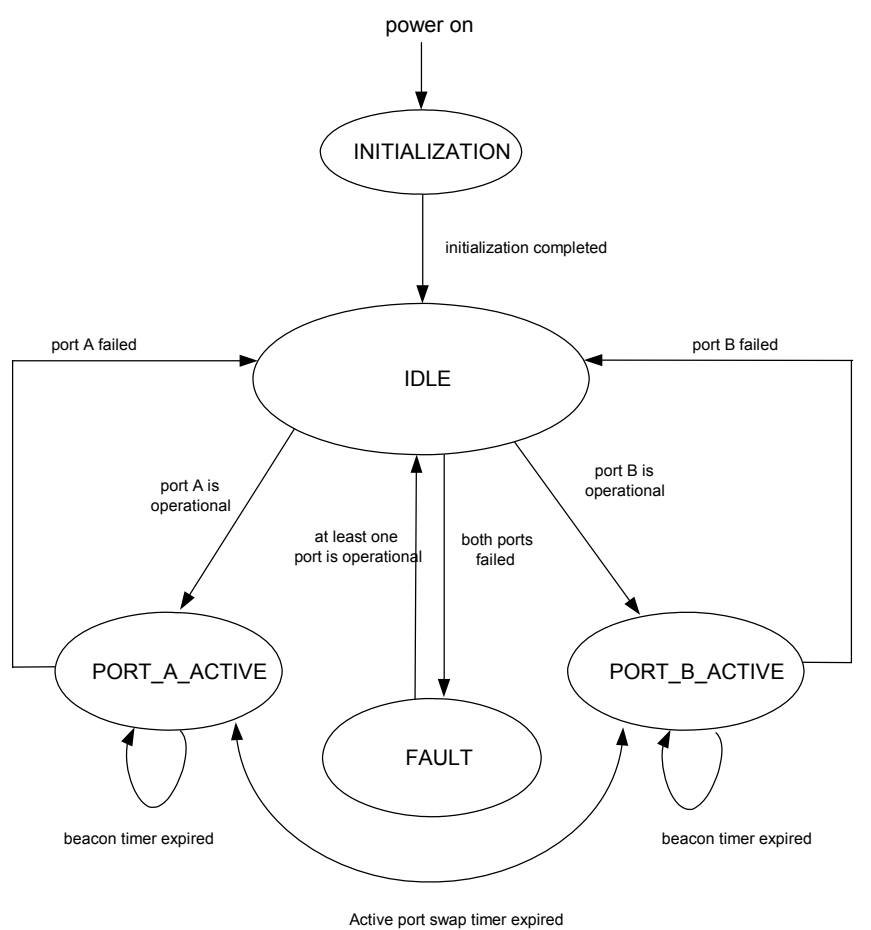 power on
INITIALIZATION
initialization completed
port A failed
port B failed
IDLE
port A is
operational
port B is
operational
at least one
port is operational
both ports
failed
PORT_A_ACTIVE
PORT_B_ACTIVE
FAULT
beacon timer expired
beacon timer expired
Active port swap timer expired